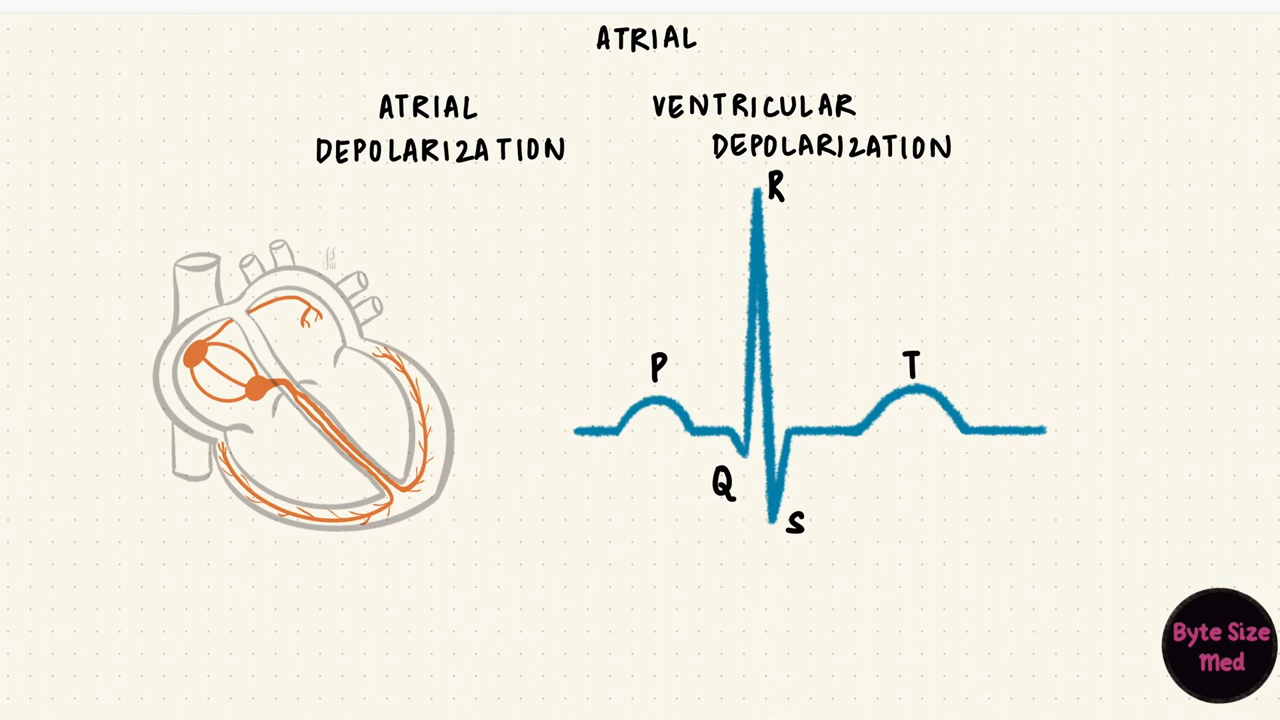 ATRIAL
ATRIAL
DEPOLARIZATION
VENTRICULAR
DEPOLARIZATION
R
P
T
Q
S
Byte Size
Med